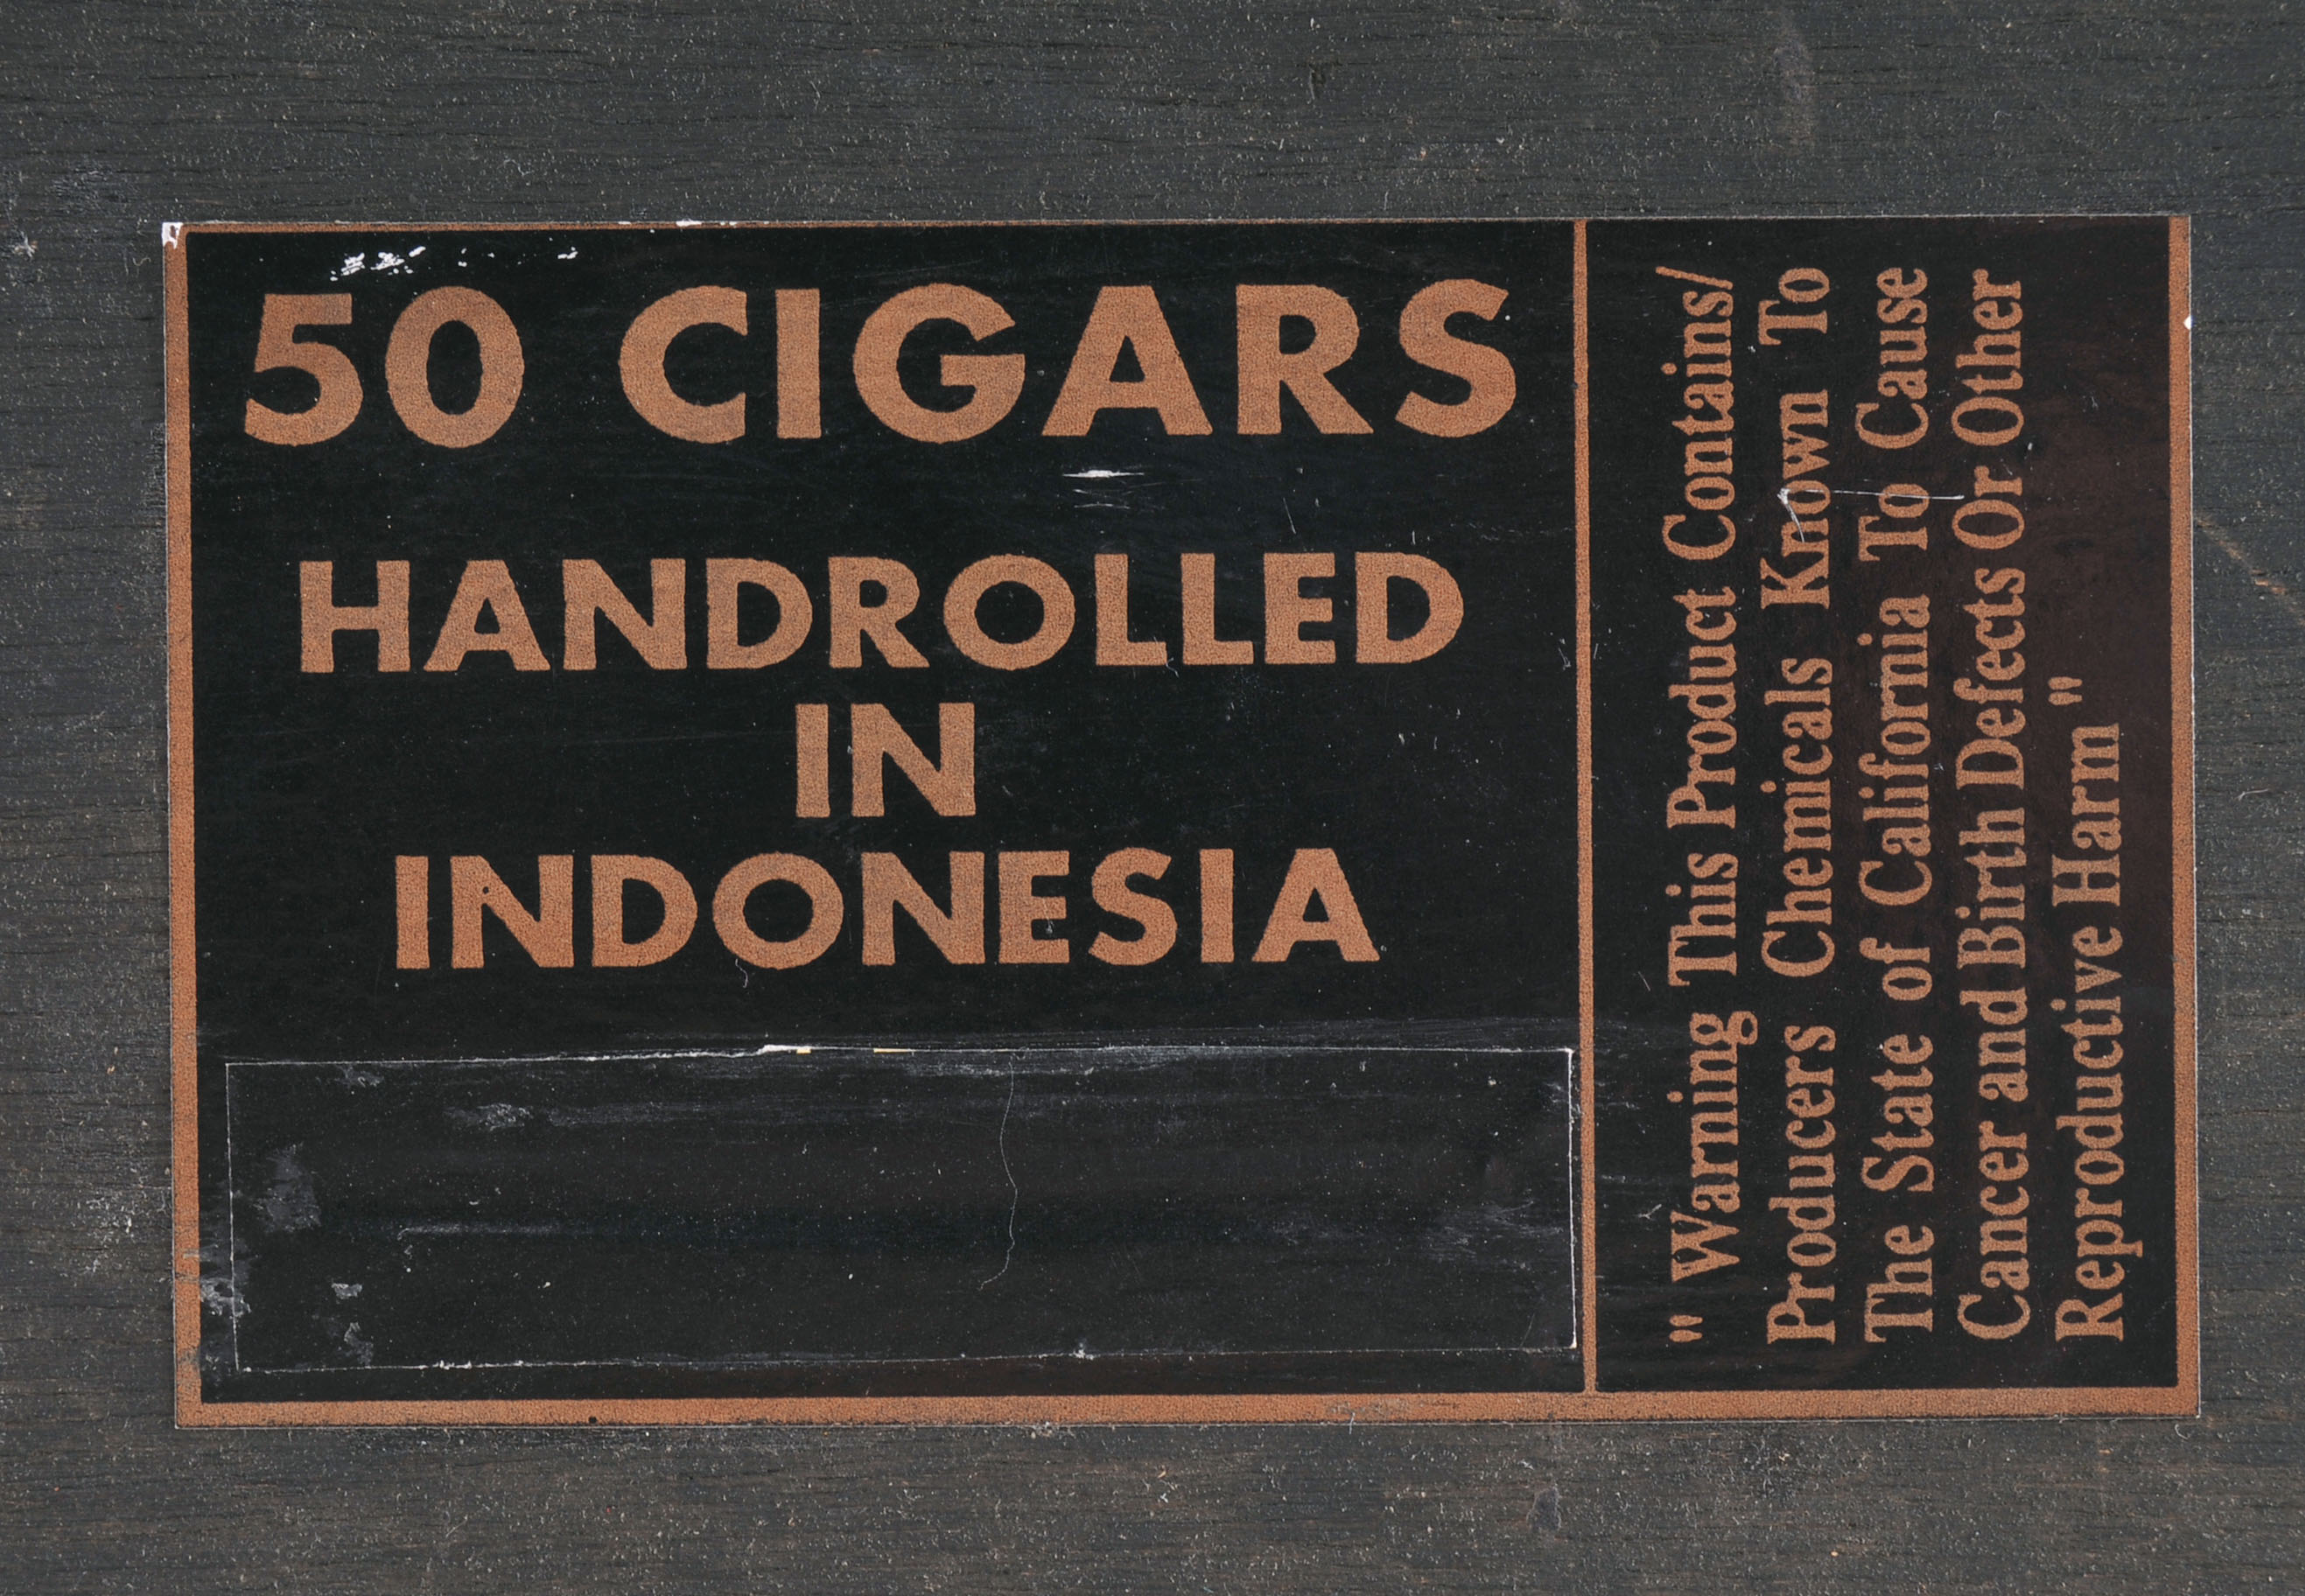 50 CIGARS
HANDROLLED
IN
INDONESIA
" Warning This Product Contains/
Producers Chemicals Known To
The State of California To Cause
Cancer and Birth Defects Or Other
Reproductive Harm "